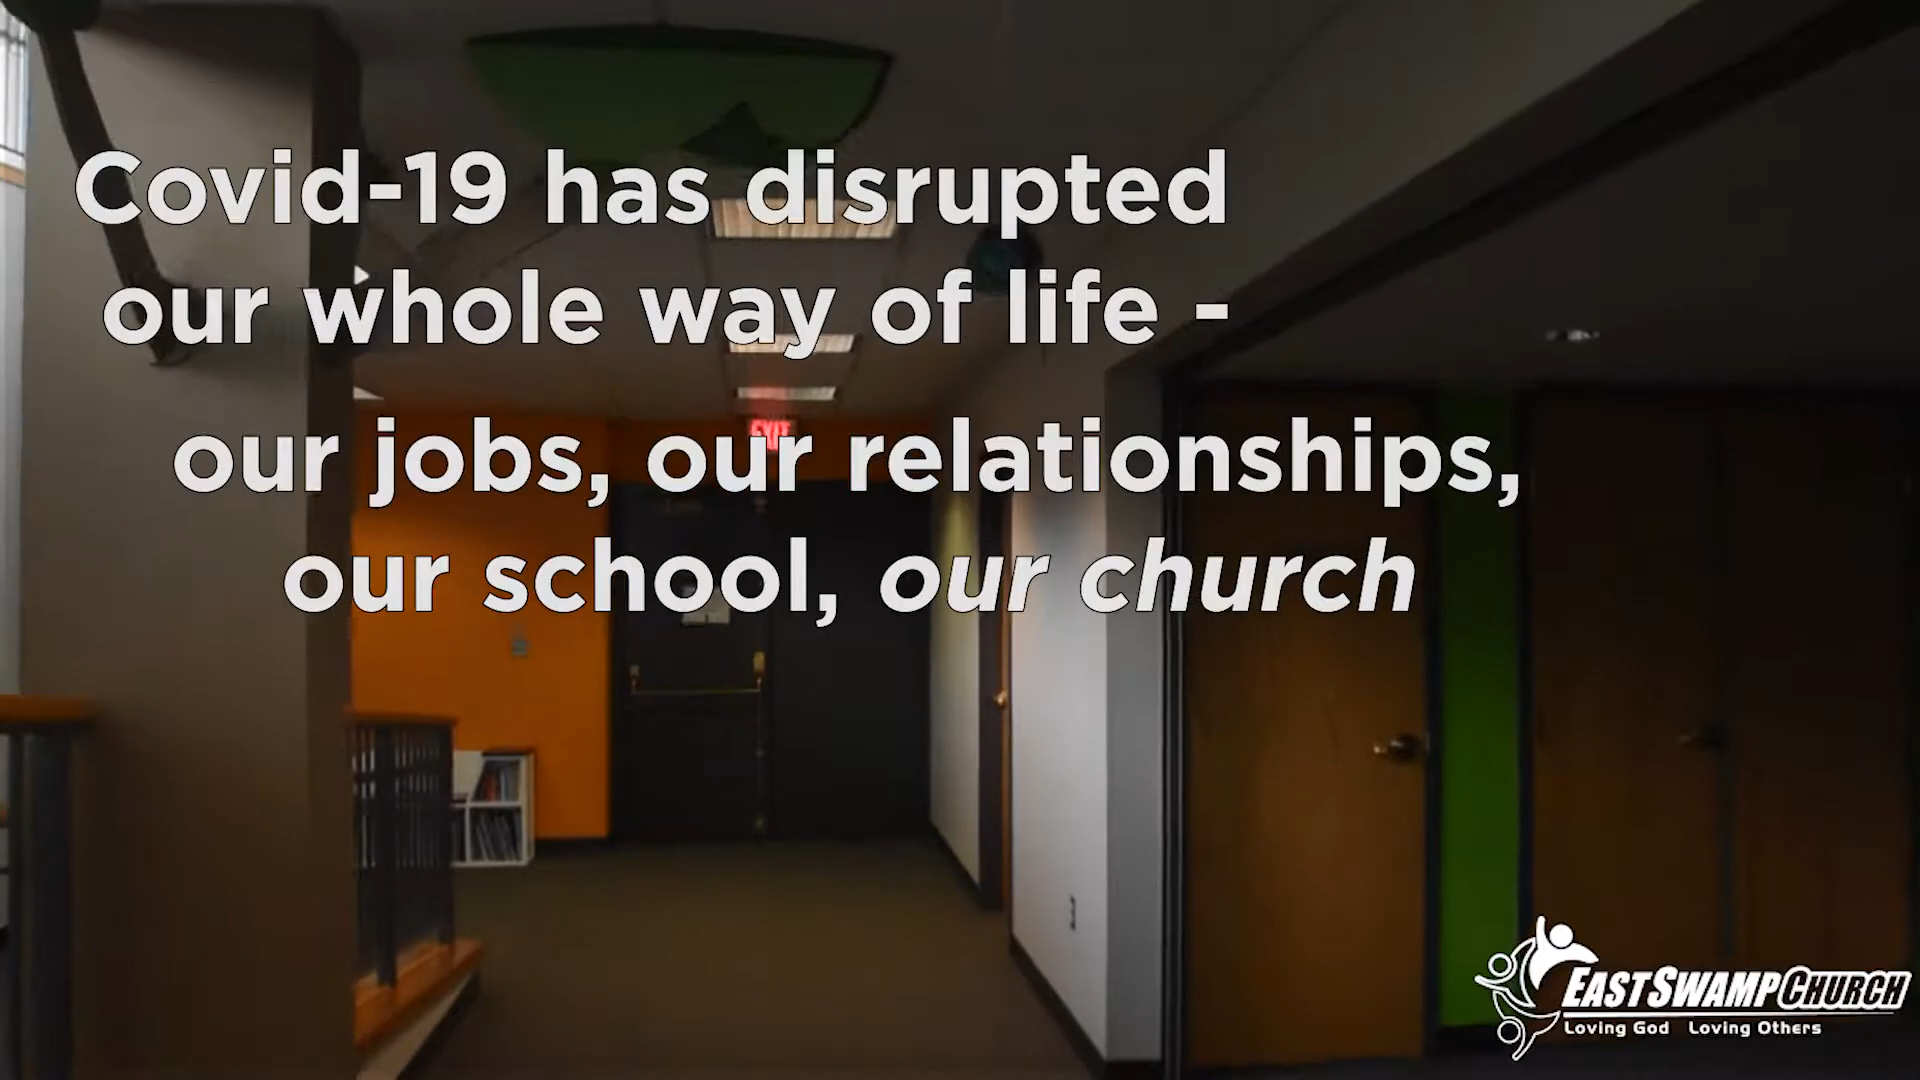 Covid-19 has disrupted
our whole way of life -
EXIT
our jobs, our relationships,
our school, our church
EASTSWAMPCHURCH
Loving God Loving Others